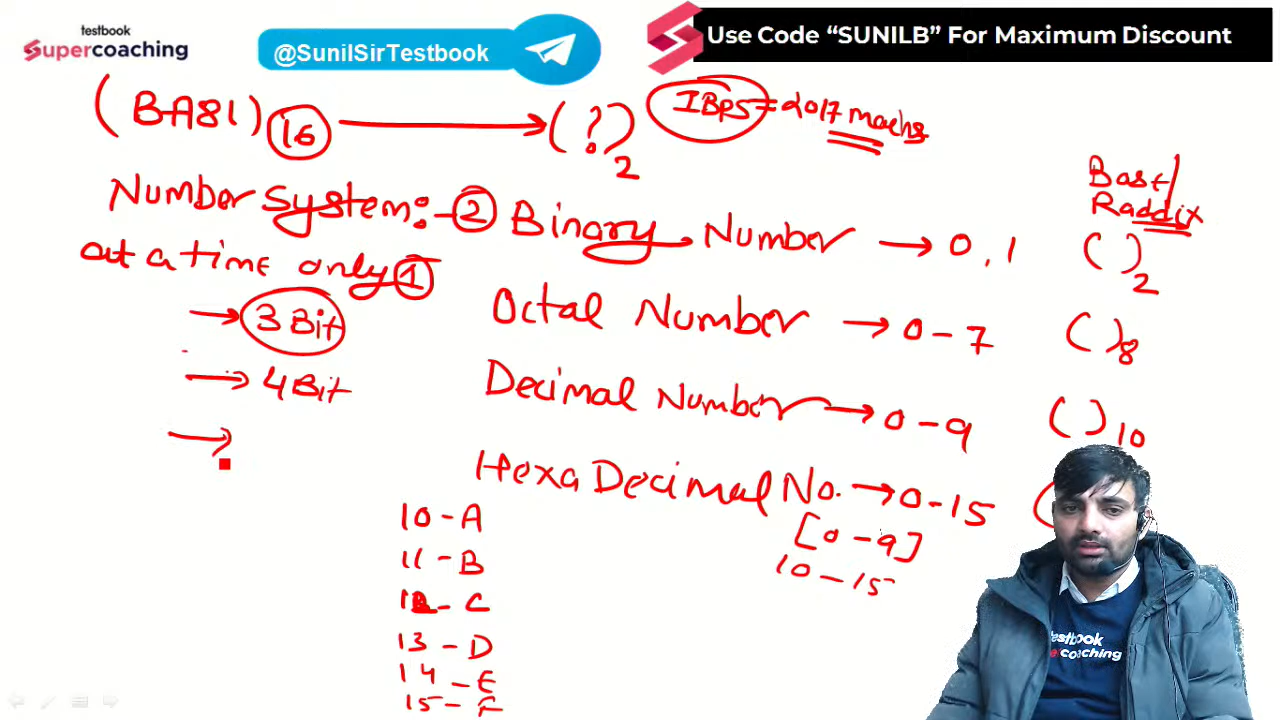 testbook
Supercoaching
@SunilSirTestbook
Use Code “SUNILB” For Maximum Discount
(BA81)16 → (?)2 IBPS = 2017 mains
Base/
Raddix
Number System:- 2 Binary Number → 0, 1 ( )2
at a time only 1
→ 3 Bit
Octal Number → 0 - 7 ( )8
→ 4 Bit
Decimal Number → 0 - 9 ( )10
→
Hexa Decimal No. → 0 - 15 (
[0 - 9]
10 - 15
10 - A
11 - B
12 - C
13 - D
14 - E
15 - F
testbook
supercoaching